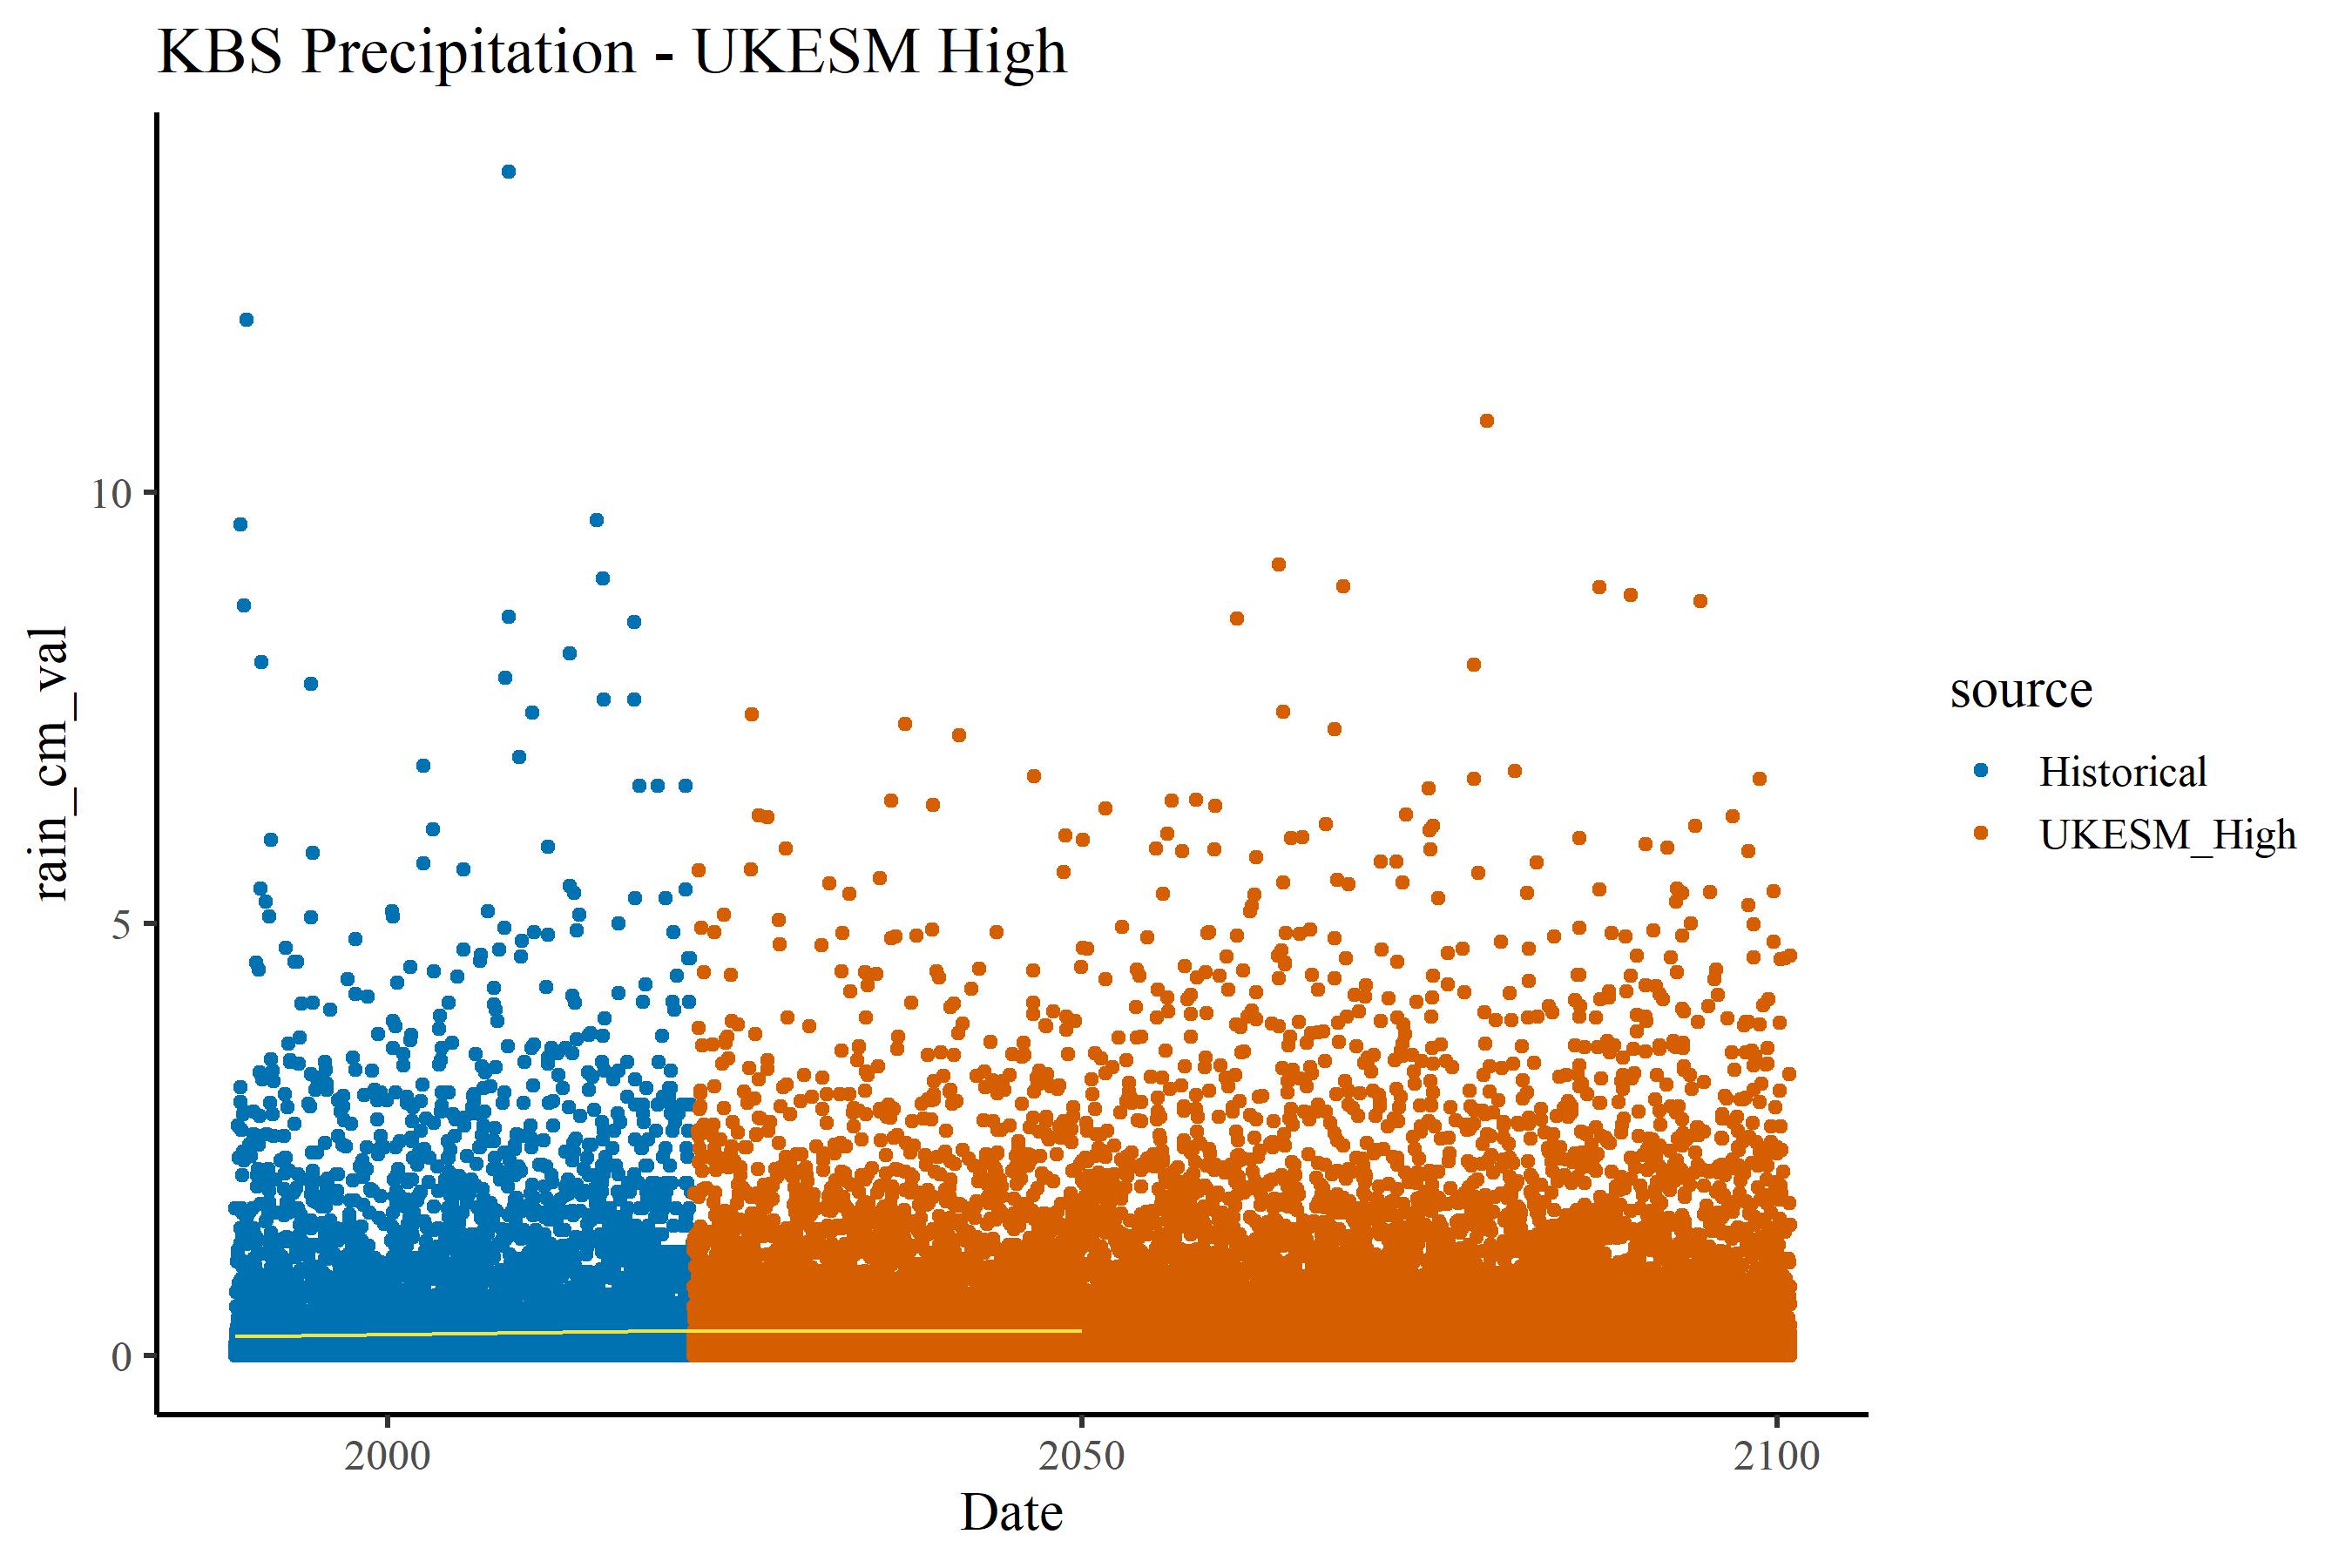 KBS Precipitation - UKESM High
rain_cm_val
10
5
0
2000
2050
2100
Date
source
Historical
UKESM_High